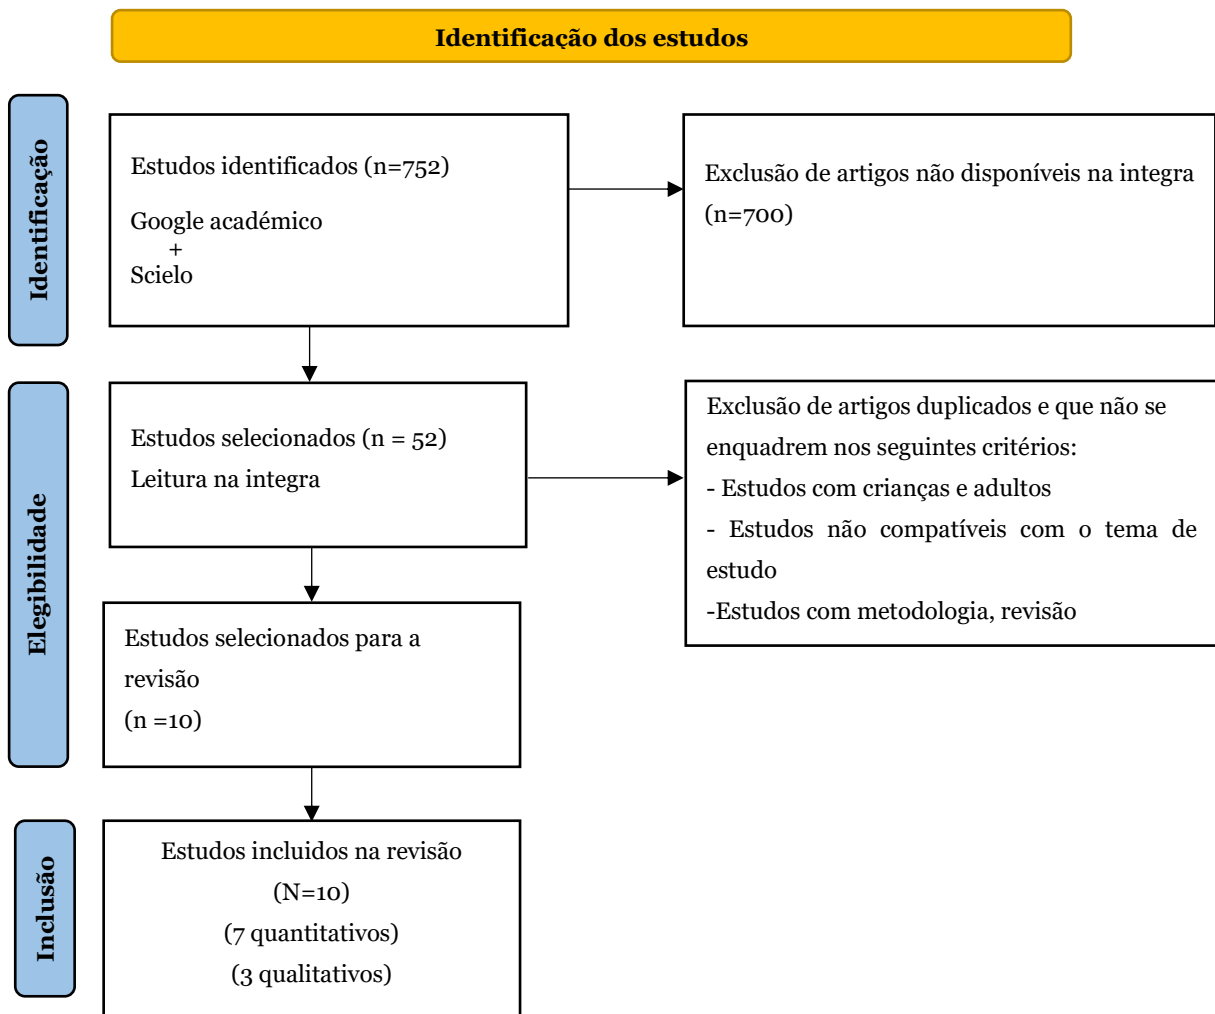 Identificação dos estudos
Identificação
Estudos identificados (n=752)
Google académico
+
Scielo
Exclusão de artigos não disponíveis na integra
(n=700)
Elegibilidade
Estudos selecionados (n = 52)
Leitura na integra
Exclusão de artigos duplicados e que não se
enquadrem nos seguintes critérios:
- Estudos com crianças e adultos
- Estudos não compatíveis com o tema de
estudo
-Estudos com metodologia, revisão
Estudos selecionados para a
revisão
(n =10)
Inclusão
Estudos incluidos na revisão
(N=10)
(7 quantitativos)
(3 qualitativos)